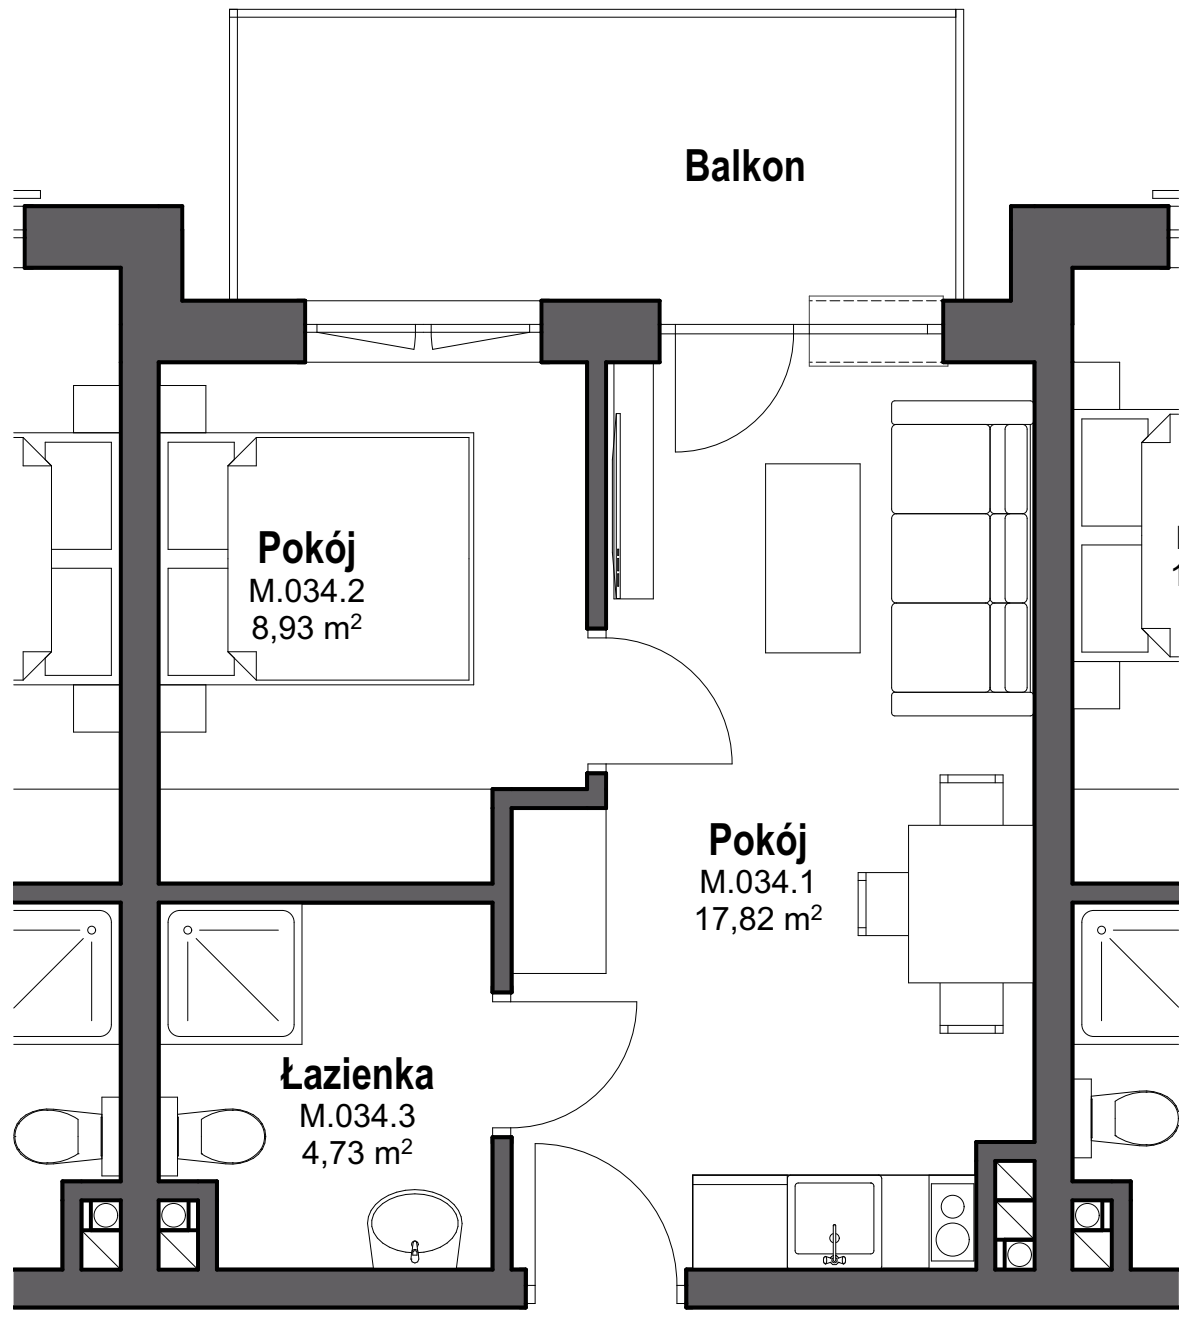 Balkon
Pokój
M.034.2
8,93 m²
Pokój
M.034.1
17,82 m²
Łazienka
M.034.3
4,73 m²